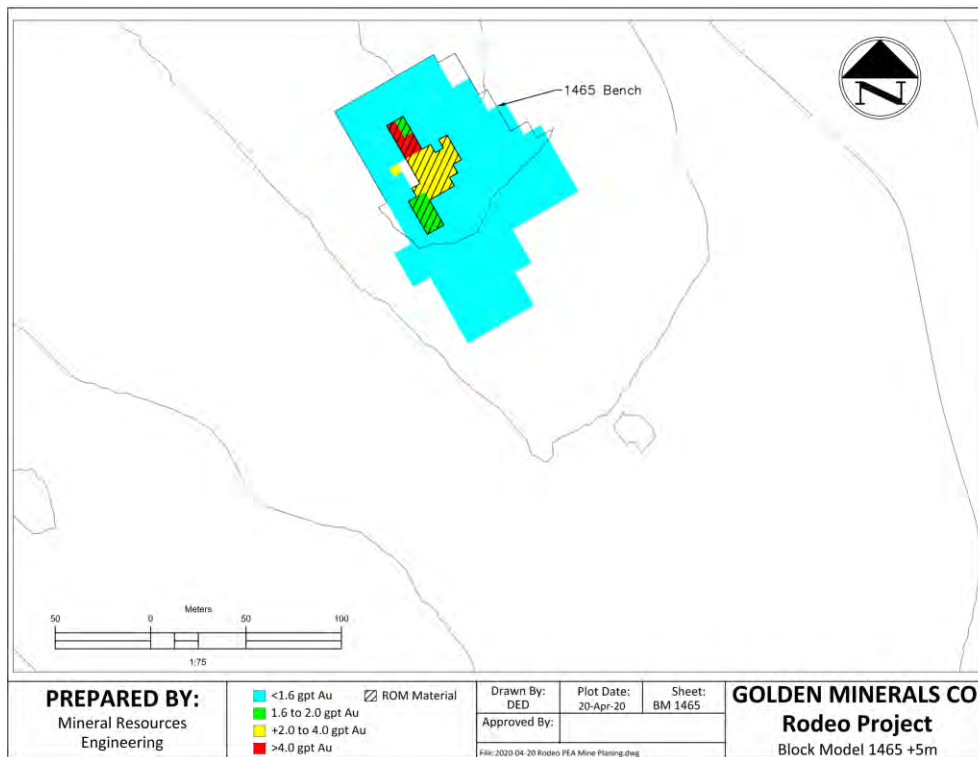 1465 Bench
N
Meters
50 0 50 100
1:75
PREPARED BY:
Mineral Resources
Engineering
<1.6 gpt Au
ROM Material
1.6 to 2.0 gpt Au
+2.0 to 4.0 gpt Au
>4.0 gpt Au
Drawn By:
DED
Plot Date:
20-Apr-20
Sheet:
BM 1465
Approved By:
File: 2020-04-20 Rodeo PEA Mine Planing.dwg
GOLDEN MINERALS CO
Rodeo Project
Block Model 1465 +5m